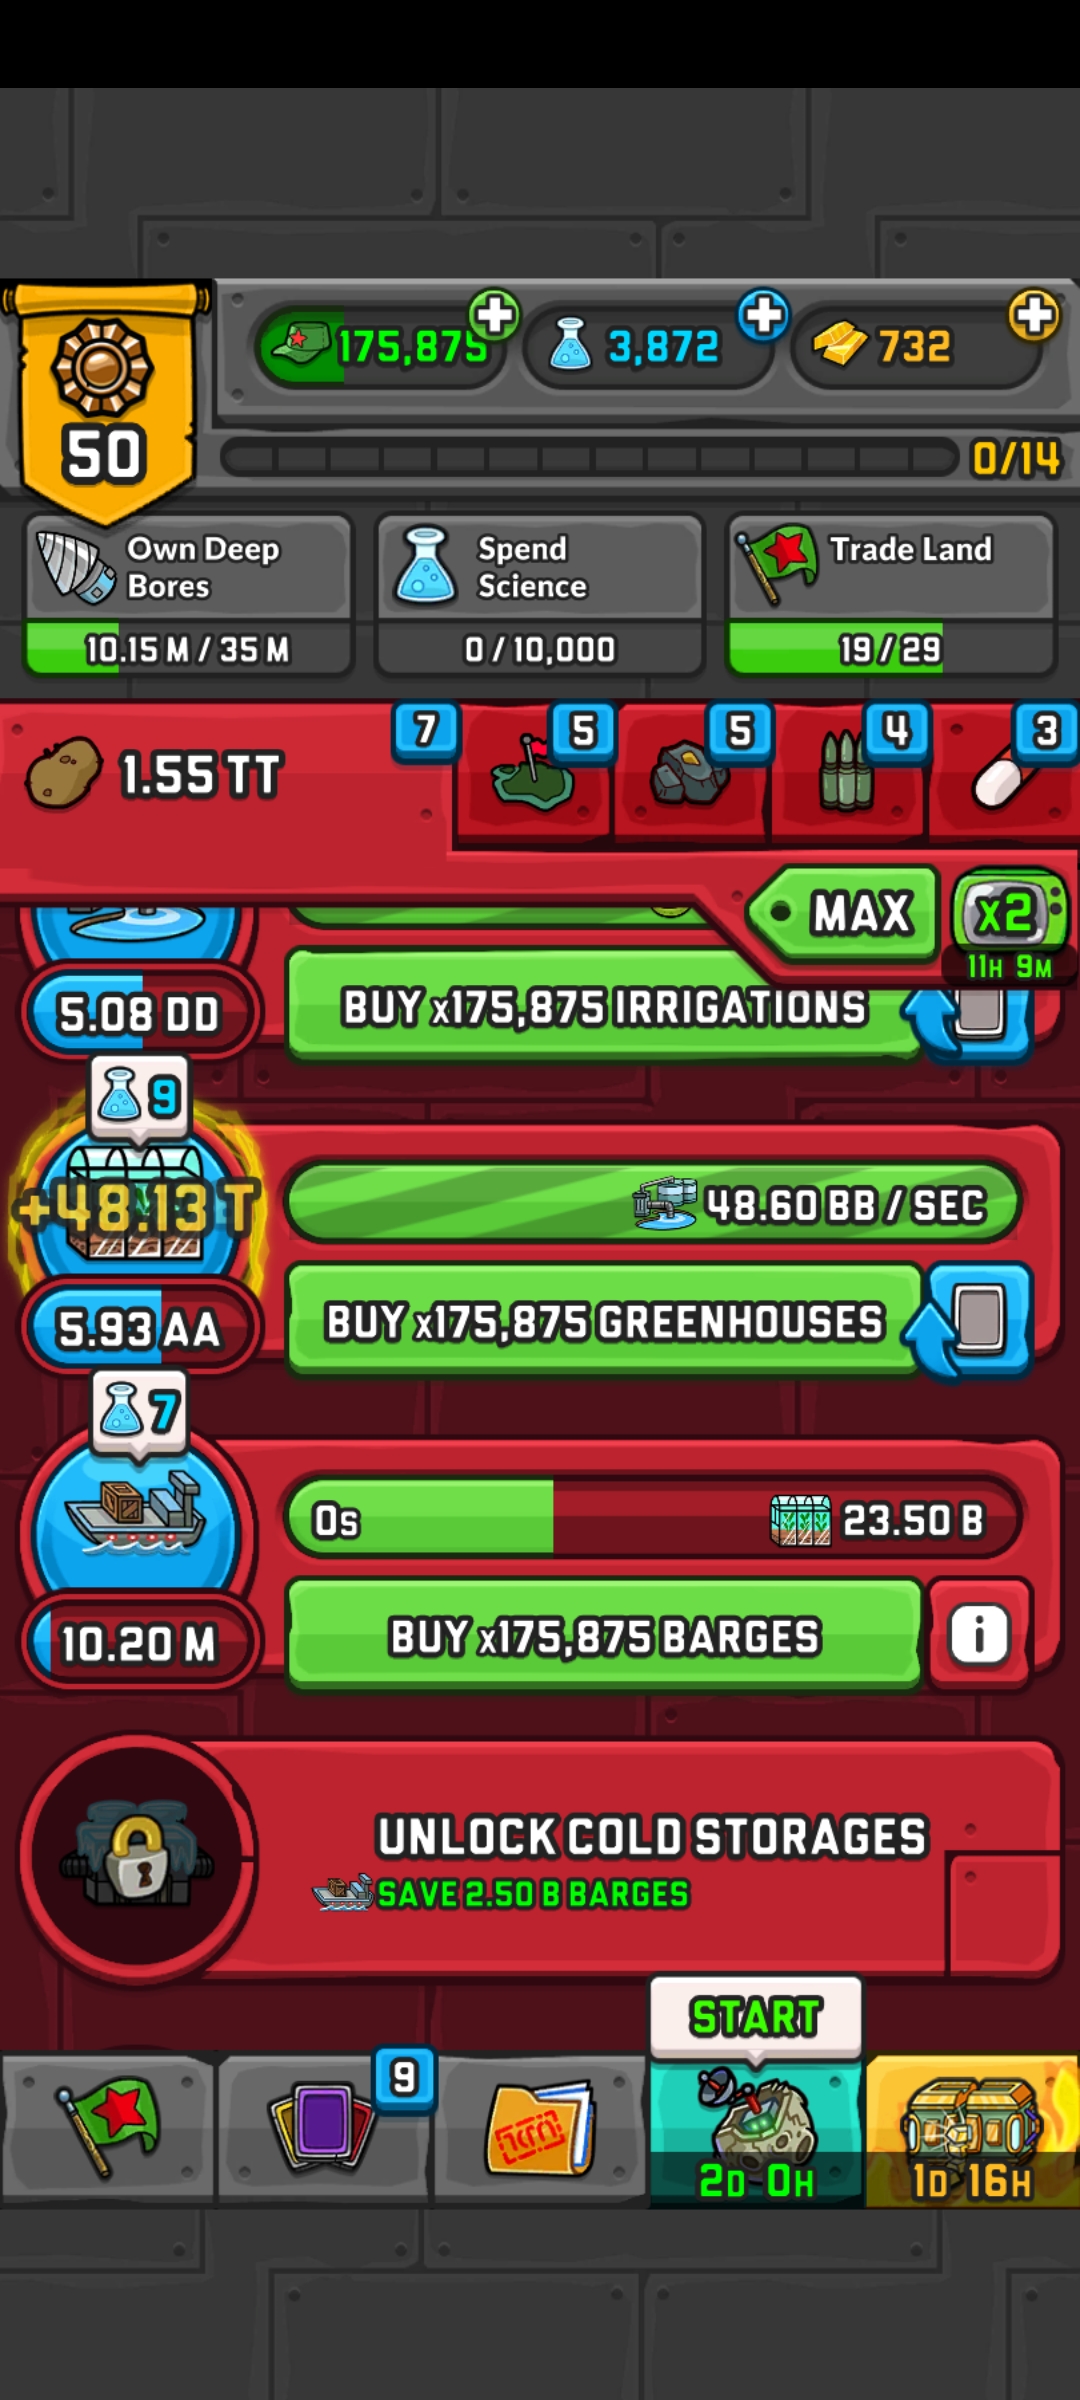 175,875
3,872
732
50
0/14
Own Deep
Bores
Spend
Science
Trade Land
10.15 M / 35 M
0 / 10,000
19 / 29
7
5
5
4
3
1.55 TT
MAX
x2
11H 9M
5.08 DD
BUY x175,875 IRRIGATIONS
9
+48.13 T
48.60 BB / SEC
5.93 AA
BUY x175,875 GREENHOUSES
7
0s
23.50 B
10.20 M
BUY x175,875 BARGES
i
UNLOCK COLD STORAGES
SAVE 2.50 B BARGES
START
9
2D 0H
1D 16H